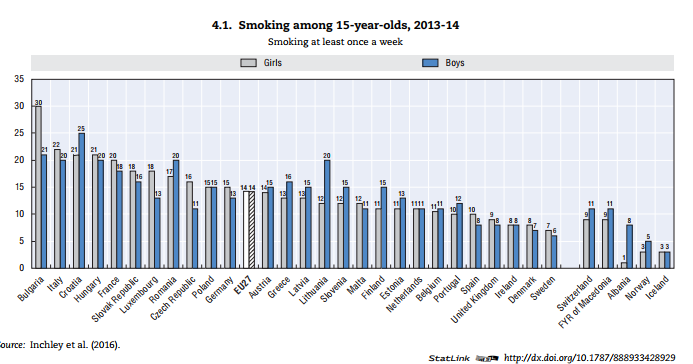 4.1. Smoking among 15-year-olds, 2013-14
Smoking at least once a week
Girls Boys
35
30
25
20
15
10
5
0
30 21 22 20 21 25 21 20 20 18 18 16 18 13 17 20 16 11 15 15 15 13 14 14 14 15 13 16 13 15 12 20 12 15 12 11 11 15 11 13 11 11 11 11 10 12 10 8 9 8 8 8 8 7 7 6 9 11 9 11 1 8 3 5 3 3
Bulgaria
Italy
Croatia
Hungary
France
Slovak Republic
Luxembourg
Romania
Czech Republic
Poland
Germany
EU27
Austria
Greece
Latvia
Lithuania
Slovenia
Malta
Finland
Estonia
Netherlands
Belgium
Portugal
Spain
United Kingdom
Ireland
Denmark
Sweden
Switzerland
FYR of Macedonia
Albania
Norway
Iceland
ource: Inchley et al. (2016).
StatLink http://dx.doi.org/10.1787/888933428929